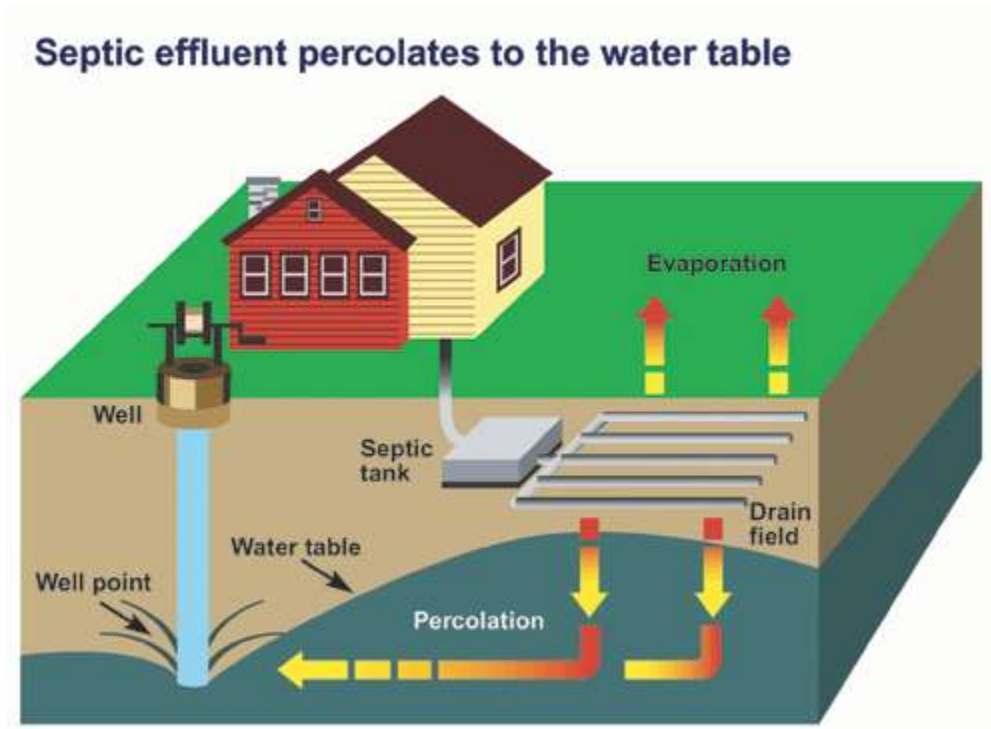 Septic effluent percolates to the water table
Evaporation
Well
Septic
tank
Drain
field
Water table
Well point
Percolation